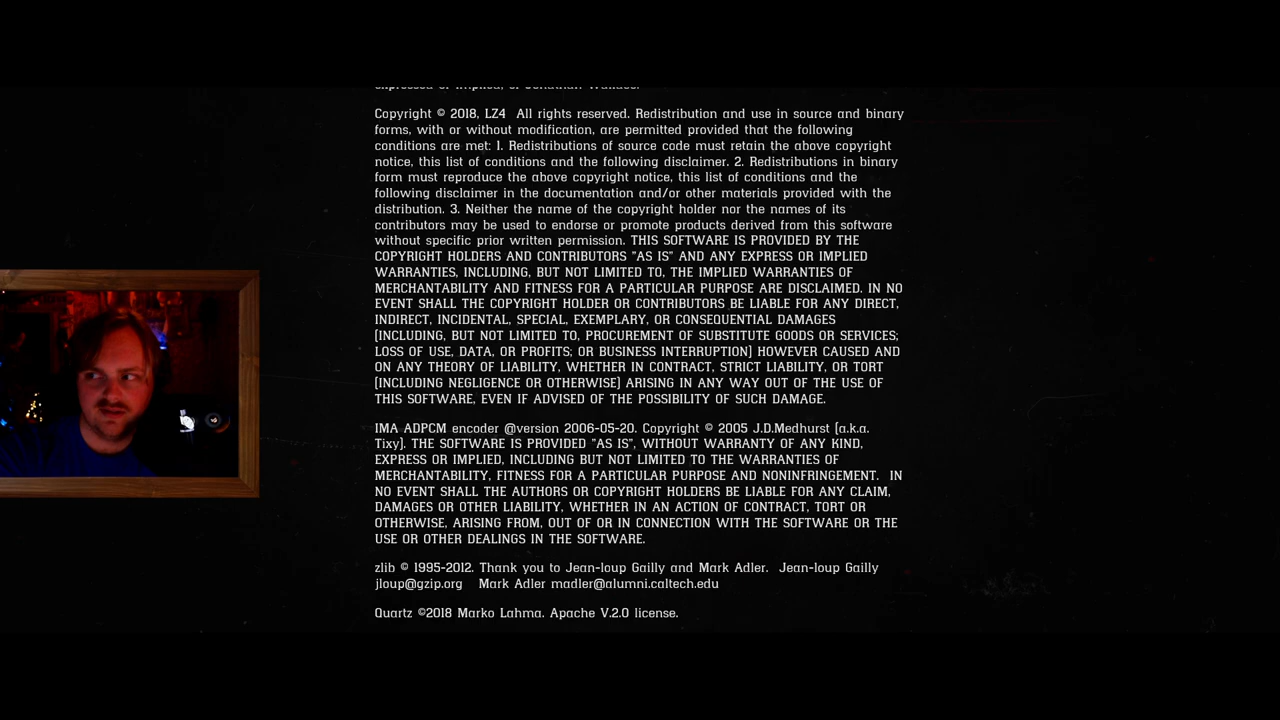 expressed or implied, of Jonathan Wallace.
Copyright © 2018, LZ4  All rights reserved. Redistribution and use in source and binary
forms, with or without modification, are permitted provided that the following
conditions are met: 1. Redistributions of source code must retain the above copyright
notice, this list of conditions and the following disclaimer. 2. Redistributions in binary
form must reproduce the above copyright notice, this list of conditions and the
following disclaimer in the documentation and/or other materials provided with the
distribution. 3. Neither the name of the copyright holder nor the names of its
contributors may be used to endorse or promote products derived from this software
without specific prior written permission. THIS SOFTWARE IS PROVIDED BY THE
COPYRIGHT HOLDERS AND CONTRIBUTORS "AS IS" AND ANY EXPRESS OR IMPLIED
WARRANTIES, INCLUDING, BUT NOT LIMITED TO, THE IMPLIED WARRANTIES OF
MERCHANTABILITY AND FITNESS FOR A PARTICULAR PURPOSE ARE DISCLAIMED. IN NO
EVENT SHALL THE COPYRIGHT HOLDER OR CONTRIBUTORS BE LIABLE FOR ANY DIRECT,
INDIRECT, INCIDENTAL, SPECIAL, EXEMPLARY, OR CONSEQUENTIAL DAMAGES
(INCLUDING, BUT NOT LIMITED TO, PROCUREMENT OF SUBSTITUTE GOODS OR SERVICES;
LOSS OF USE, DATA, OR PROFITS; OR BUSINESS INTERRUPTION) HOWEVER CAUSED AND
ON ANY THEORY OF LIABILITY, WHETHER IN CONTRACT, STRICT LIABILITY, OR TORT
(INCLUDING NEGLIGENCE OR OTHERWISE) ARISING IN ANY WAY OUT OF THE USE OF
THIS SOFTWARE, EVEN IF ADVISED OF THE POSSIBILITY OF SUCH DAMAGE.
IMA ADPCM encoder @version 2006-05-20. Copyright © 2005 J.D.Medhurst (a.k.a.
Tixy). THE SOFTWARE IS PROVIDED "AS IS", WITHOUT WARRANTY OF ANY KIND,
EXPRESS OR IMPLIED, INCLUDING BUT NOT LIMITED TO THE WARRANTIES OF
MERCHANTABILITY, FITNESS FOR A PARTICULAR PURPOSE AND NONINFRINGEMENT.  IN
NO EVENT SHALL THE AUTHORS OR COPYRIGHT HOLDERS BE LIABLE FOR ANY CLAIM,
DAMAGES OR OTHER LIABILITY, WHETHER IN AN ACTION OF CONTRACT, TORT OR
OTHERWISE, ARISING FROM, OUT OF OR IN CONNECTION WITH THE SOFTWARE OR THE
USE OR OTHER DEALINGS IN THE SOFTWARE.
zlib © 1995-2012. Thank you to Jean-loup Gailly and Mark Adler.  Jean-loup Gailly
jloup@gzip.org    Mark Adler madler@alumni.caltech.edu
Quartz ©2018 Marko Lahma. Apache V.2.0 license.